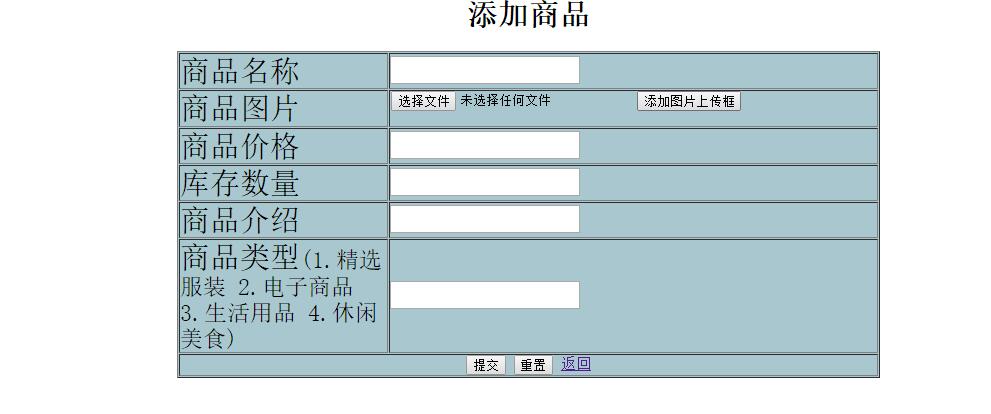 添加商品
商品名称
商品图片 选择文件 未选择任何文件 添加图片上传框
商品价格
库存数量
商品介绍
商品类型(1.精选
服装 2.电子商品
3.生活用品 4.休闲
美食)
提交 重置 返回